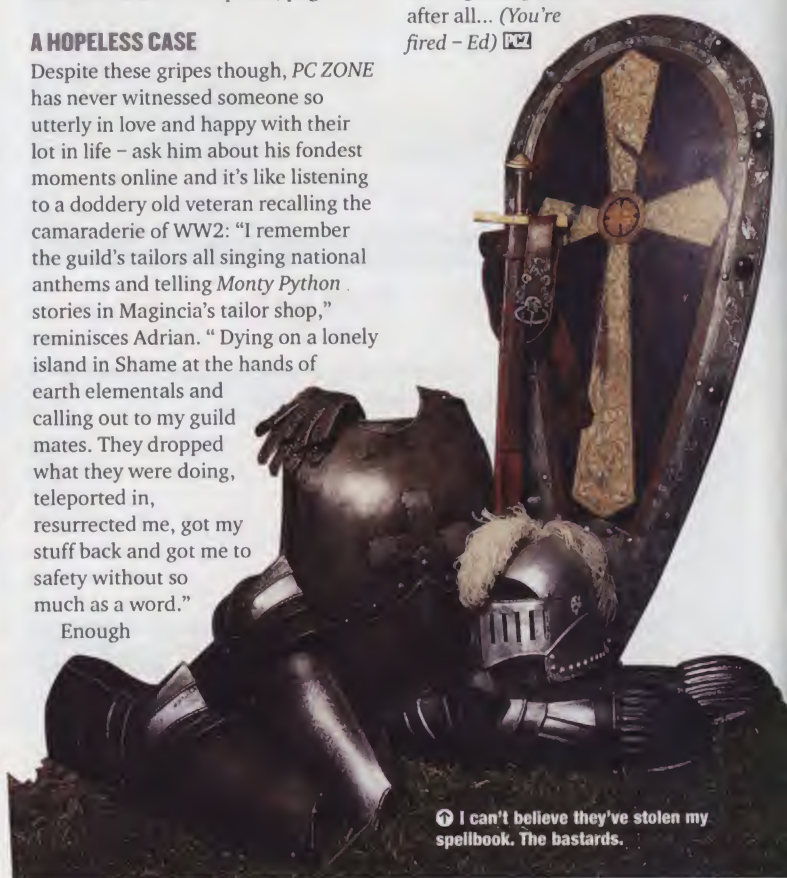 A HOPELESS CASE
Despite these gripes though, PC ZONE
has never witnessed someone so
utterly in love and happy with their
lot in life – ask him about his fondest
moments online and it's like listening
to a doddery old veteran recalling the
camaraderie of WW2: “I remember
the guild's tailors all singing national
anthems and telling Monty Python
stories in Magincia's tailor shop,”
reminisces Adrian. “ Dying on a lonely
island in Shame at the hands of
earth elementals and
calling out to my guild
mates. They dropped
what they were doing,
teleported in,
resurrected me, got my
stuff back and got me to
safety without so
much as a word.”
Enough
after all... (You're
fired – Ed) PCZ
I can't believe they've stolen my
spellbook. The bastards.